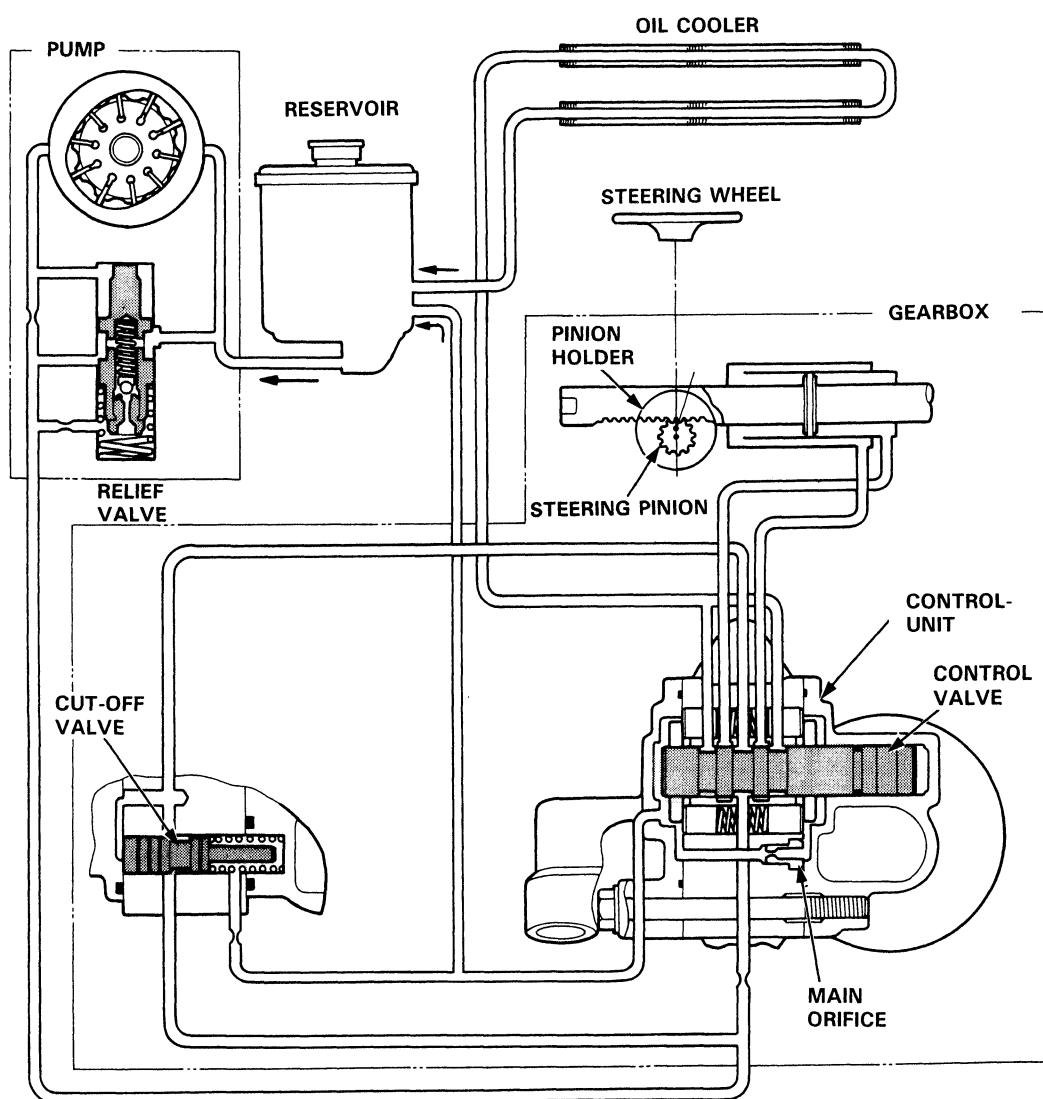 OIL COOLER
PUMP
RESERVOIR
STEERING WHEEL
GEARBOX
PINION
HOLDER
RELIEF
VALVE
STEERING PINION
CONTROL-
UNIT
CONTROL
VALVE
CUT-OFF
VALVE
MAIN
ORIFICE